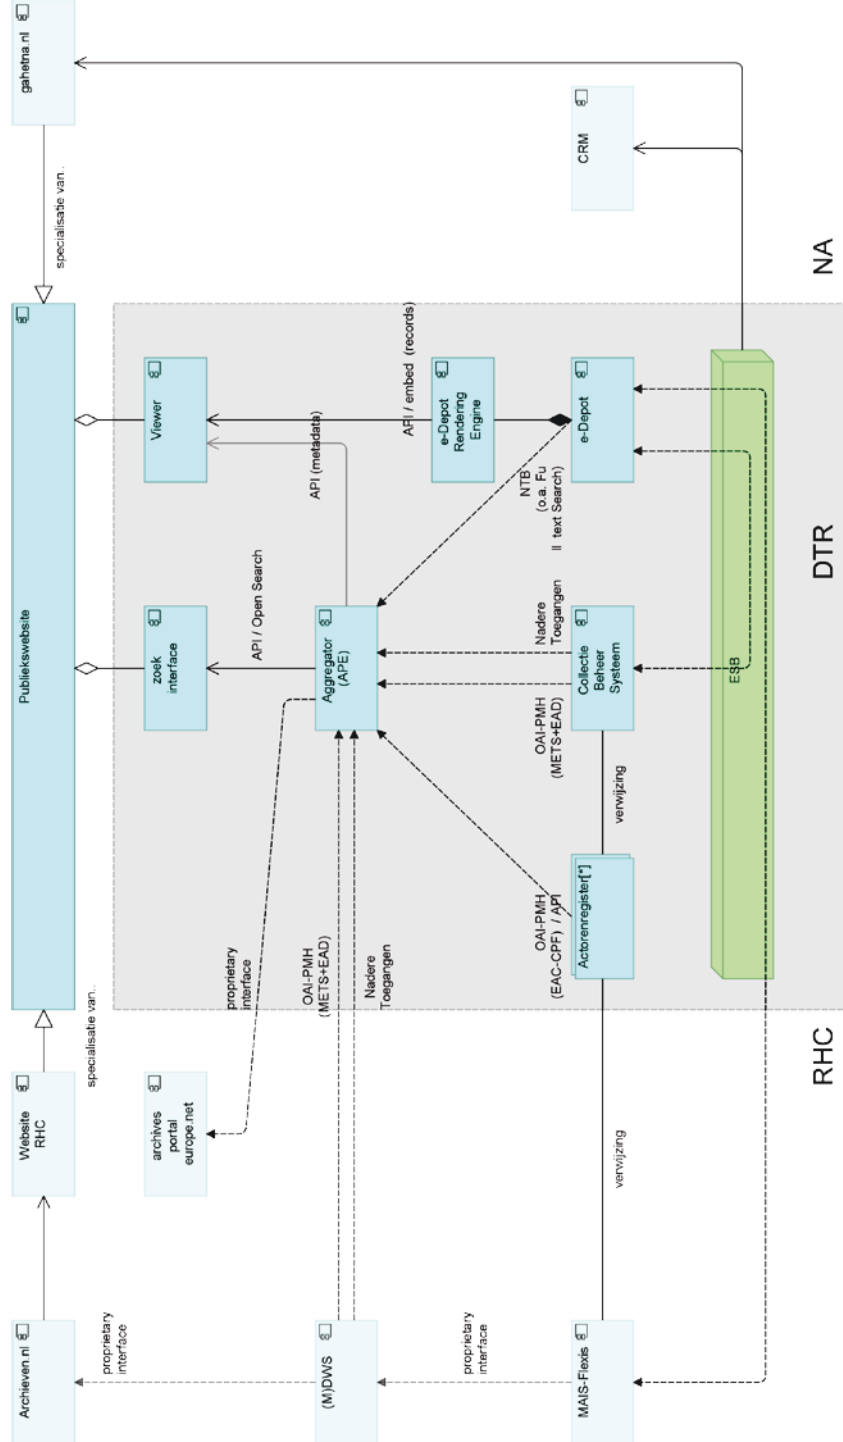 Archieven.nl
Website
RHC
Publiekswebsite
gahetna.nl
specialisatie van..
specialisatie van..
proprietary
interface
archives
portal
europe.net
proprietary
interface
zoek
interface
Viewer
API / Open Search
API (metadata)
(M)DWS
OAI-PMH
(METS+EAD)
Nadere
Toegangen
Aggregator
(APE)
API / embed (records)
e-Depot
Rendering
Engine
proprietary
interface
OAI-PMH
(EAC-CPF) / API
OAI-PMH
(METS+EAD)
Nadere
Toegangen
NTB
(o.a. Fu
ll text Search)
MAIS-Flexis
verwijzing
Actorenregister[*]
verwijzing
Collectie
Beheer
Systeem
e-Depot
CRM
ESB
RHC
DTR
NA